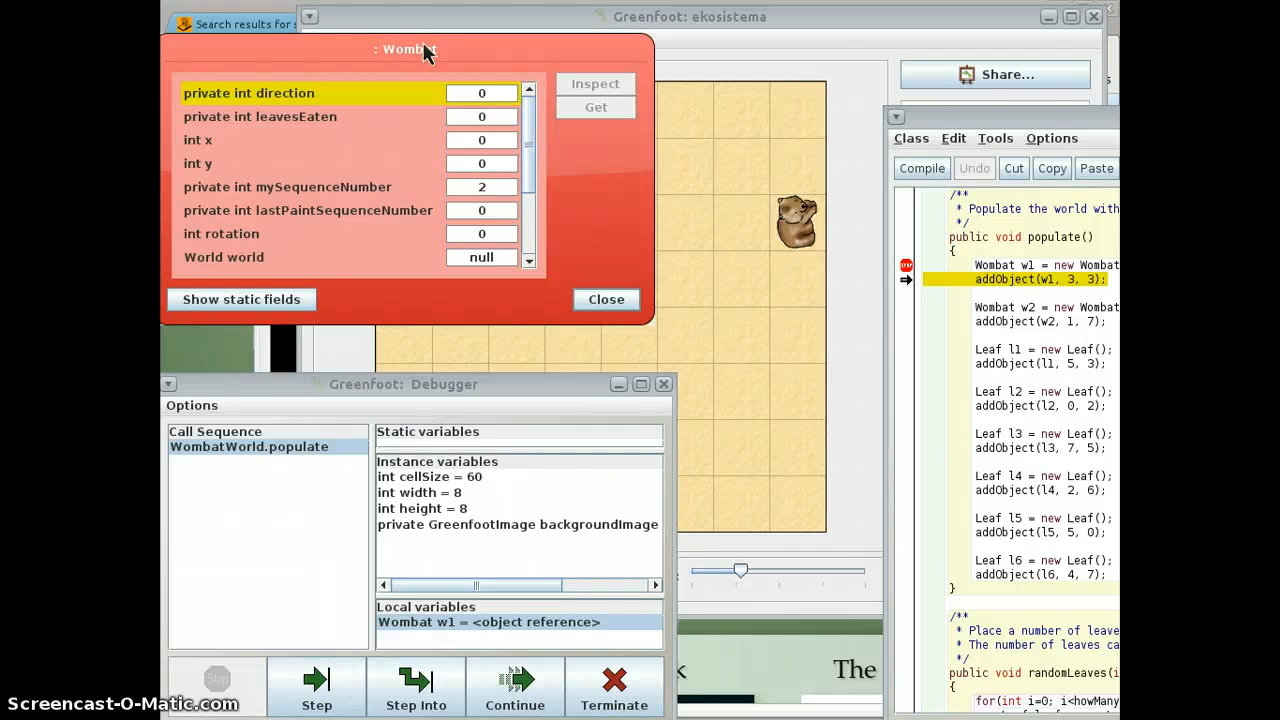 Search results for s
Greenfoot: ekosistema
: Wombat
private int direction 0
private int leavesEaten 0
int x 0
int y 0
private int mySequenceNumber 2
private int lastPaintSequenceNumber 0
int rotation 0
World world null
Inspect
Get
Show static fields
Close
Share...
Class Edit Tools Options
Compile Undo Cut Copy Paste
/**
* Populate the world with
*/
public void populate()
{
Wombat w1 = new Wombat
addObject(w1, 3, 3);
Wombat w2 = new Wombat
addObject(w2, 1, 7);
Leaf l1 = new Leaf();
addObject(l1, 5, 3);
Leaf l2 = new Leaf();
addObject(l2, 0, 2);
Leaf l3 = new Leaf();
addObject(l3, 7, 5);
Leaf l4 = new Leaf();
addObject(l4, 2, 6);
Leaf l5 = new Leaf();
addObject(l5, 5, 0);
Leaf l6 = new Leaf();
addObject(l6, 4, 7);
}
/**
* Place a number of leave
* The number of leaves ca
*/
public void randomLeaves(i
{
for(int i=0; i<howMany
Greenfoot: Debugger
Options
Call Sequence
WombatWorld.populate
Static variables
Instance variables
int cellSize = 60
int width = 8
int height = 8
private GreenfootImage backgroundImage
Local variables
Wombat w1 = <object reference>
Stop
Step
Step Into
Continue
Terminate
k
The
Screencast-O-Matic.com